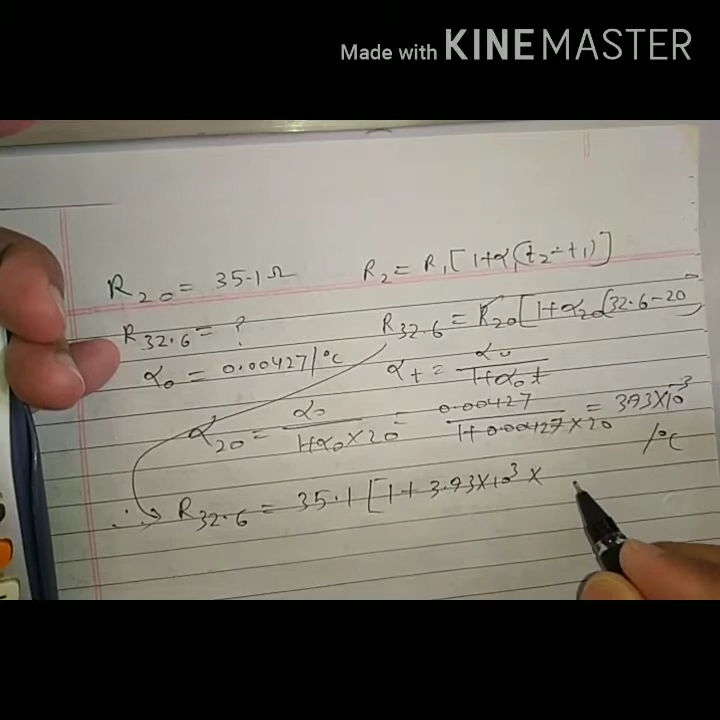 Made with KINEMASTER
R₂₀ = 35.1 Ω
R₂ = R₁[1+α₁(t₂-t₁)]
R₃₂.₆ = ?
R₃₂.₆ = R₂₀[1+α₂₀(32.6-20
α₀ = 0.00427/°C
αt = α₀/1+α₀t
α₂₀ = α₀/1+α₀×20 = 0.00427/1+0.00427×20 = 3.93×10⁻³ /°C
∴ R₃₂.₆ = 35.1 [1+3.93×10⁻³ ×